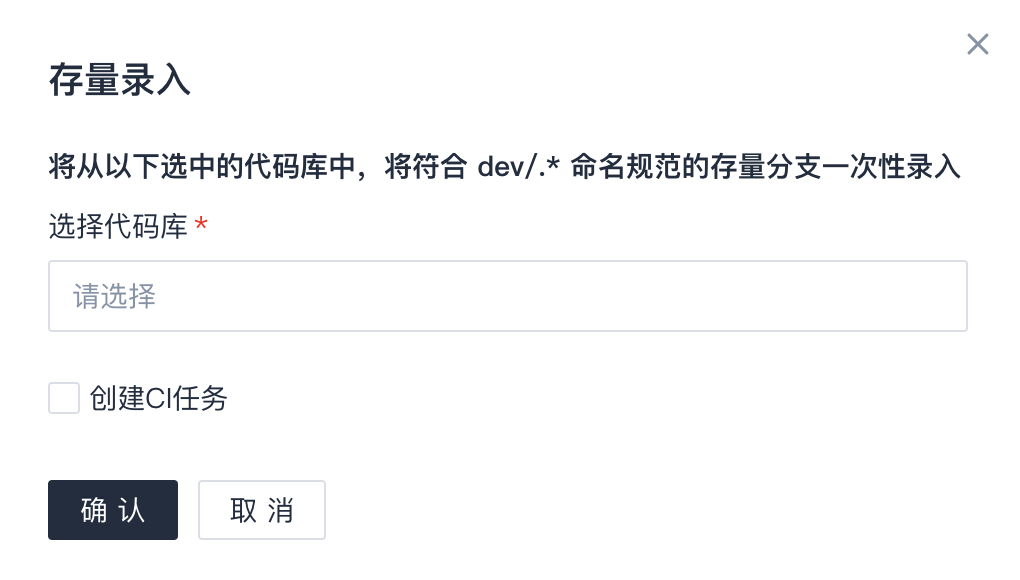 存量录入
将从以下选中的代码库中，将符合 dev/.* 命名规范的存量分支一次性录入
选择代码库 *
请选择
创建CI任务
确 认
取 消